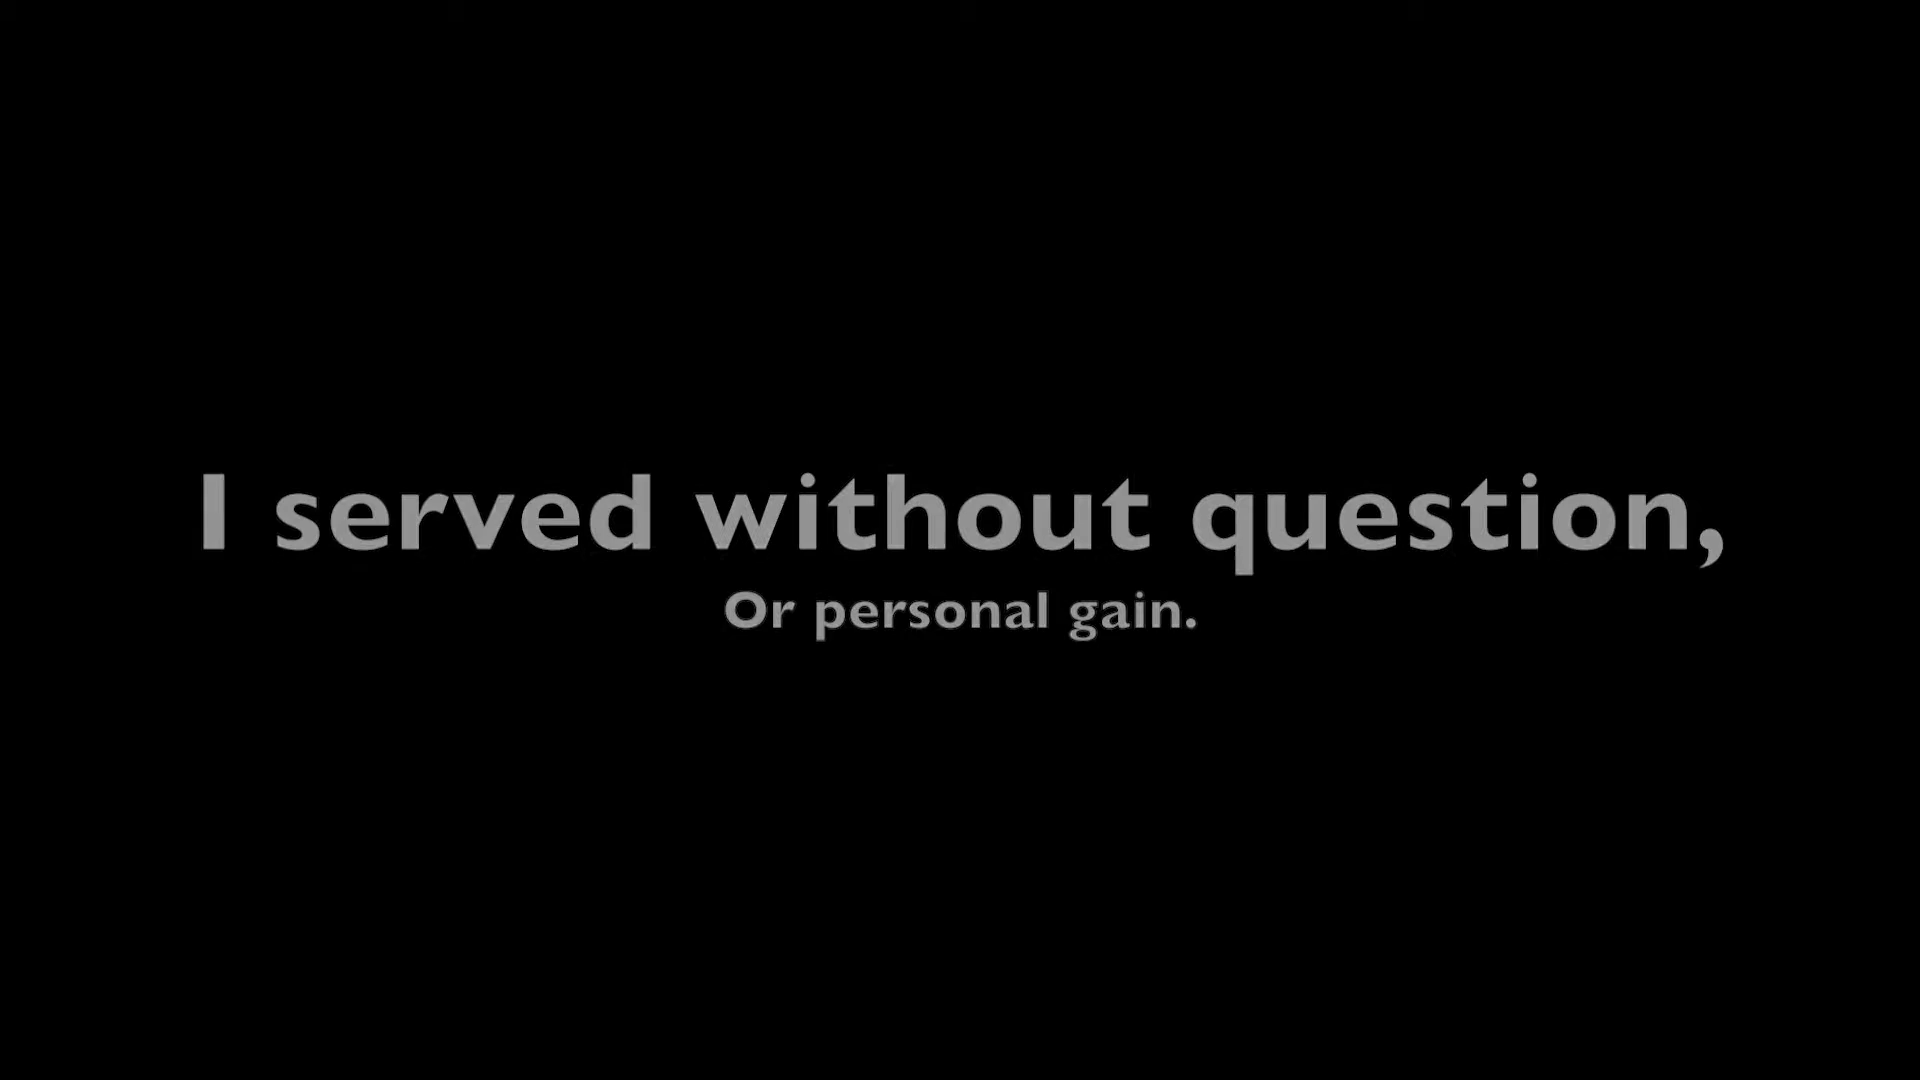 I served without question,
Or personal gain.